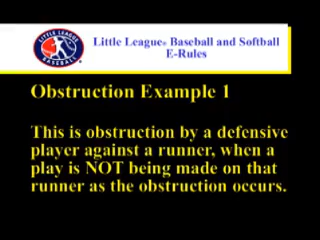 LITTLE LEAGUE
BASEBALL
Little League® Baseball and Softball
E-Rules
Obstruction Example 1
This is obstruction by a defensive
player against a runner, when a
play is NOT being made on that
runner as the obstruction occurs.